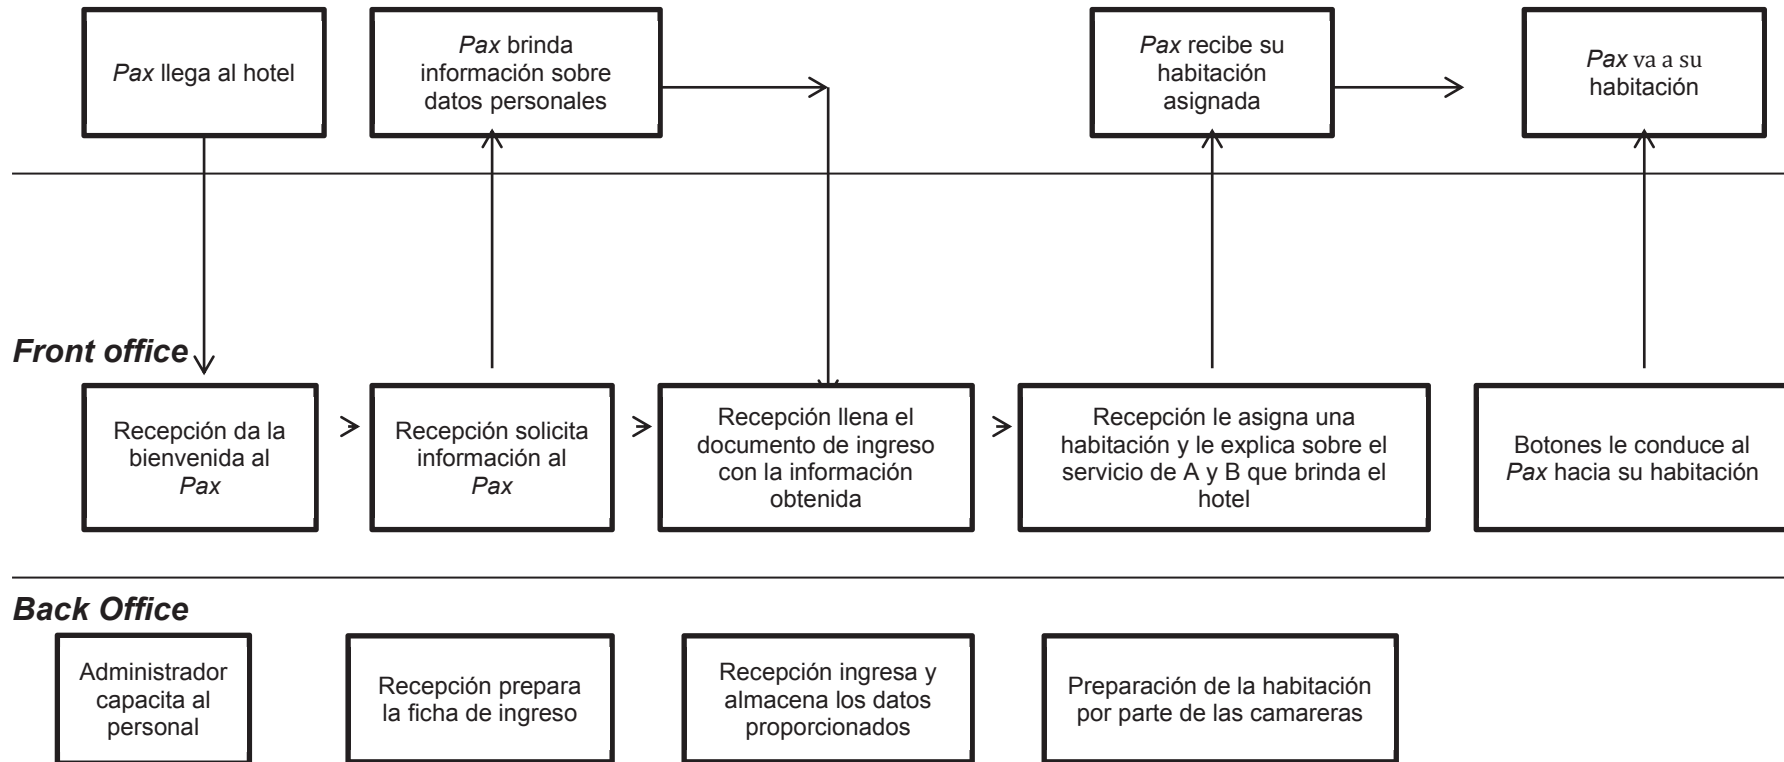 Pax llega al hotel
Pax brinda
información sobre
datos personales
Pax recibe su
habitación
asignada
Pax va a su
habitación
Front office
Recepción da la
bienvenida al
Pax
Recepción solicita
información al
Pax
Recepción llena el
documento de ingreso
con la información
obtenida
Recepción le asigna una
habitación y le explica sobre el
servicio de A y B que brinda el
hotel
Botones le conduce al
Pax hacia su habitación
Back Office
Administrador
capacita al
personal
Recepción prepara
la ficha de ingreso
Recepción ingresa y
almacena los datos
proporcionados
Preparación de la habitación
por parte de las camareras